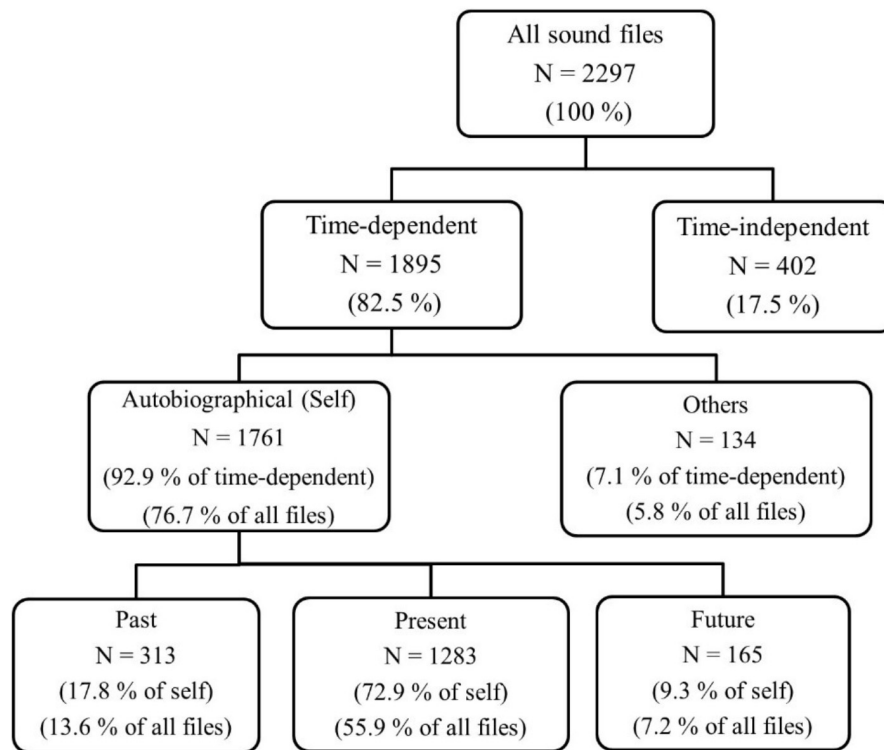 All sound files
N = 2297
(100 %)
Time-dependent
N = 1895
(82.5 %)
Time-independent
N = 402
(17.5 %)
Autobiographical (Self)
N = 1761
(92.9 % of time-dependent)
(76.7 % of all files)
Others
N = 134
(7.1 % of time-dependent)
(5.8 % of all files)
Past
N = 313
(17.8 % of self)
(13.6 % of all files)
Present
N = 1283
(72.9 % of self)
(55.9 % of all files)
Future
N = 165
(9.3 % of self)
(7.2 % of all files)